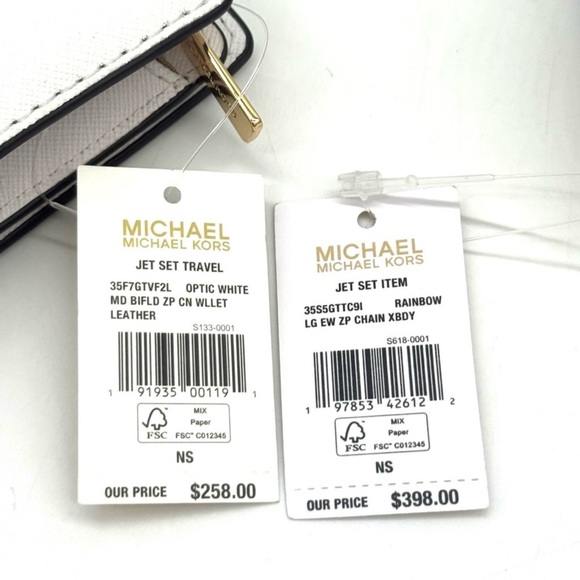 MICHAEL
MICHAEL KORS
JET SET TRAVEL
35F7GTVF2L OPTIC WHITE
MD BIFLD ZP CN WLLET
LEATHER
S133-0001
1 91935 00119 1
FSC
MIX
Paper
FSC™ C012345
NS
OUR PRICE $258.00
MICHAEL
MICHAEL KORS
JET SET ITEM
35S5GTTC9I RAINBOW
LG EW ZP CHAIN XBDY
S618-0001
1 97853 42612 2
FSC
MIX
Paper
FSC™ C012345
NS
OUR PRICE $398.00